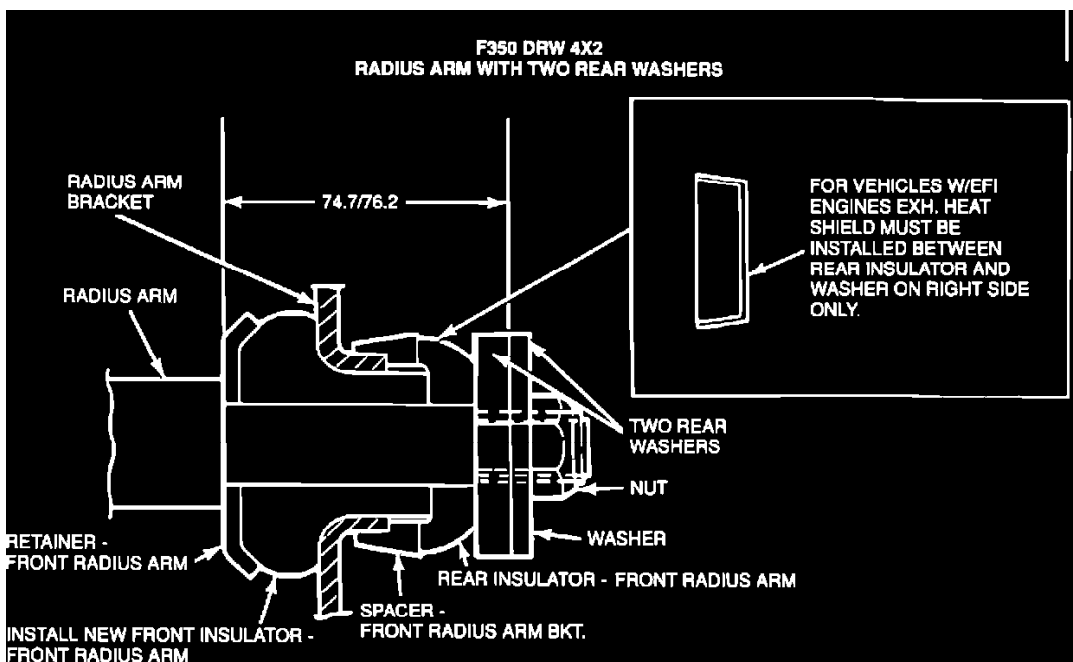 F350 DRW 4X2
RADIUS ARM WITH TWO REAR WASHERS
RADIUS ARM
BRACKET
74.7/76.2
FOR VEHICLES W/EFI
ENGINES EXH. HEAT
SHIELD MUST BE
INSTALLED BETWEEN
REAR INSULATOR AND
WASHER ON RIGHT SIDE
ONLY.
RADIUS ARM
TWO REAR
WASHERS
NUT
WASHER
RETAINER -
FRONT RADIUS ARM
REAR INSULATOR - FRONT RADIUS ARM
SPACER -
FRONT RADIUS ARM BKT.
INSTALL NEW FRONT INSULATOR -
FRONT RADIUS ARM